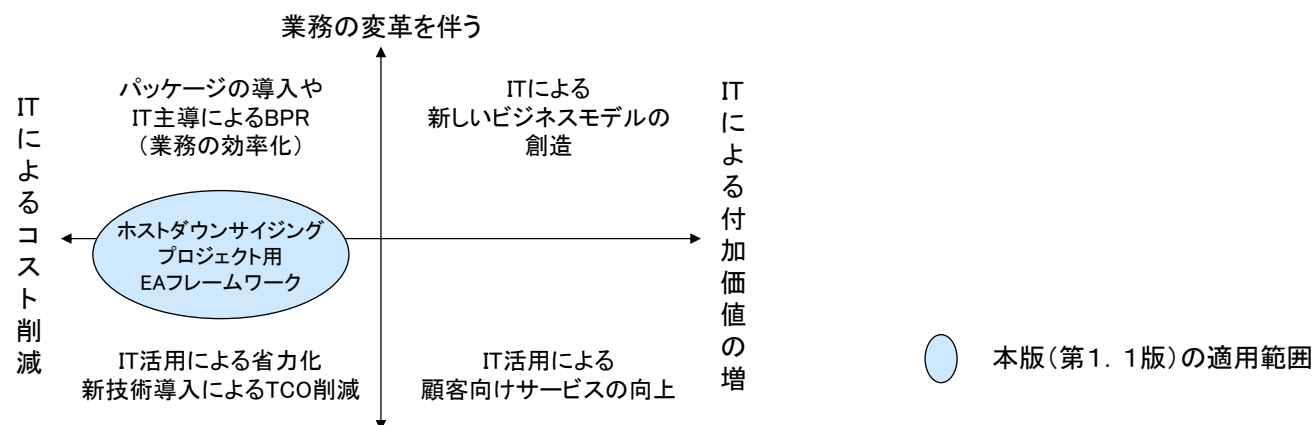 業務の変革を伴う
ITによるコスト削減
パッケージの導入や
IT主導によるBPR
（業務の効率化）
ITによる
新しいビジネスモデルの
創造
ITによる付加価値の増
ホストダウンサイジング
プロジェクト用
EAフレームワーク
IT活用による省力化
新技術導入によるTCO削減
IT活用による
顧客向けサービスの向上
本版（第１．１版）の適用範囲